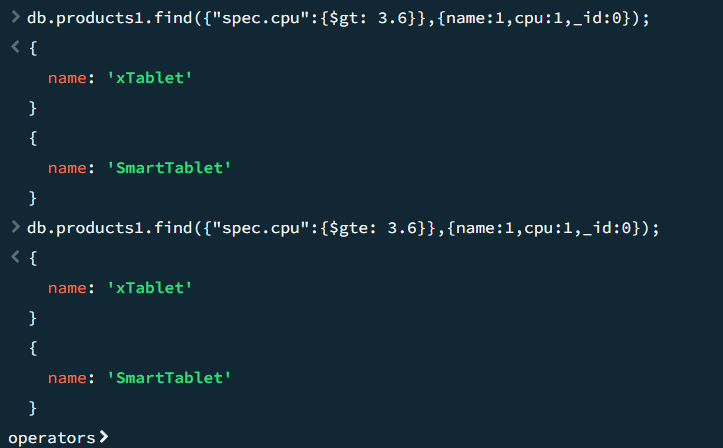 > db.products1.find({"spec.cpu":{$gt: 3.6}},{name:1,cpu:1,_id:0});
< {
name: 'xTablet'
}
{
name: 'SmartTablet'
}
> db.products1.find({"spec.cpu":{$gte: 3.6}},{name:1,cpu:1,_id:0});
< {
name: 'xTablet'
}
{
name: 'SmartTablet'
}
operators>